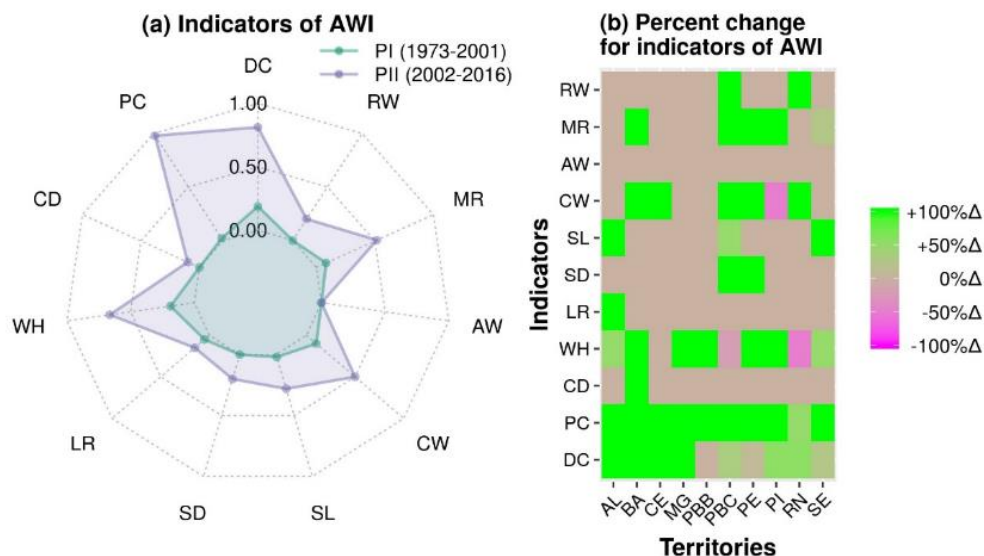 (a) Indicators of AWI
PI (1973-2001)
PII (2002-2016)
DC
RW
MR
AW
CW
SL
SD
LR
WH
CD
PC
1.00
0.50
0.00
(b) Percent change
for indicators of AWI
Indicators
RW
MR
AW
CW
SL
SD
LR
WH
CD
PC
DC
AL
BA
CE
MG
PBB
PBC
PE
PI
RN
SE
Territories
+100%Δ
+50%Δ
0%Δ
-50%Δ
-100%Δ